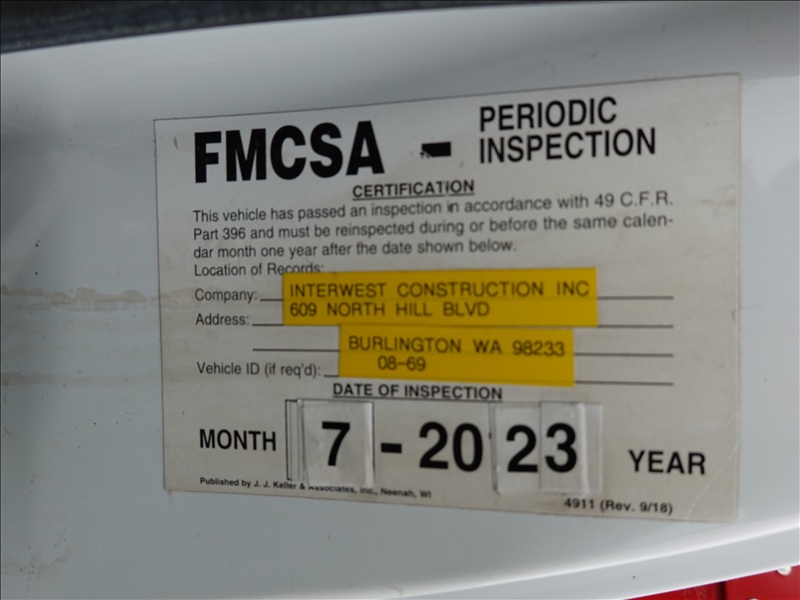 FMCSA - PERIODIC INSPECTION
CERTIFICATION
This vehicle has passed an inspection in accordance with 49 C.F.R.
Part 396 and must be reinspected during or before the same calen-
dar month one year after the date shown below.
Location of Records:
Company: INTERWEST CONSTRUCTION INC
Address: 609 NORTH HILL BLVD
BURLINGTON WA 98233
Vehicle ID (if req'd): 08-69
DATE OF INSPECTION
MONTH 7 - 2023 YEAR
Published by J. J. Keller & Associates, Inc., Neenah, WI
4911 (Rev. 9/18)